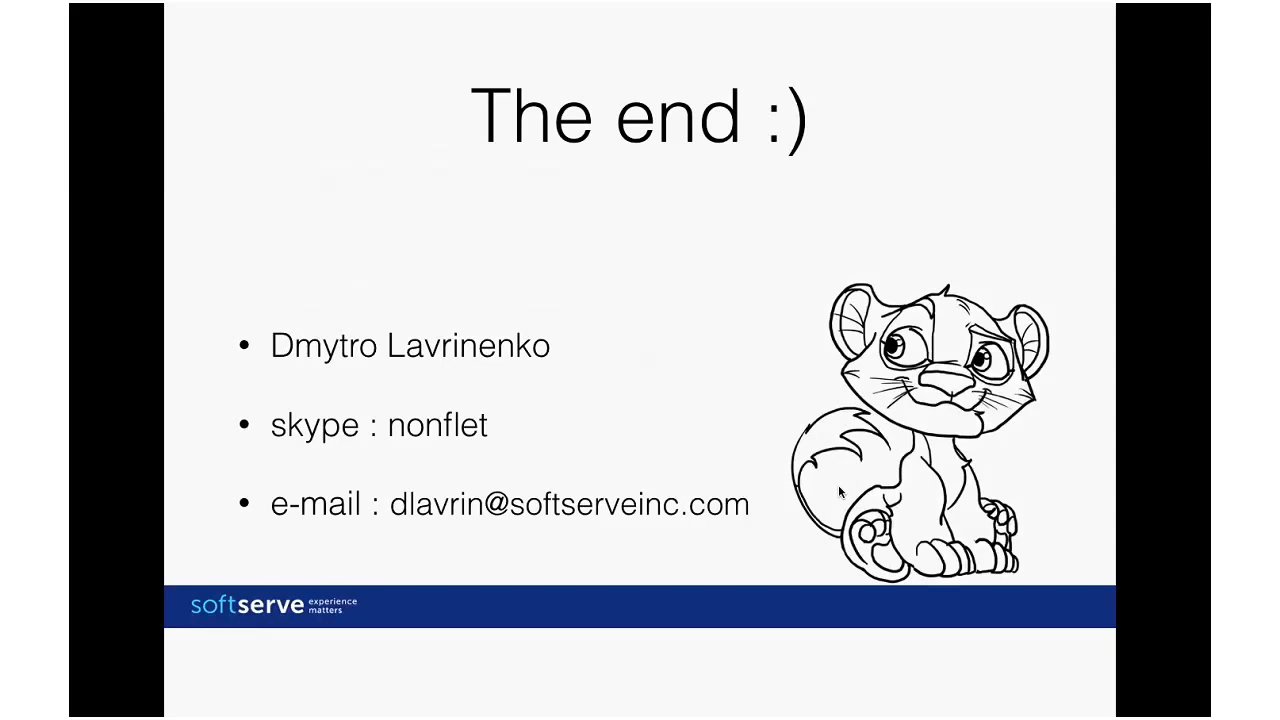 The end :)
• Dmytro Lavrinenko
• skype : nonflet
• e-mail : dlavrin@softserveinc.com
softserve experience
matters